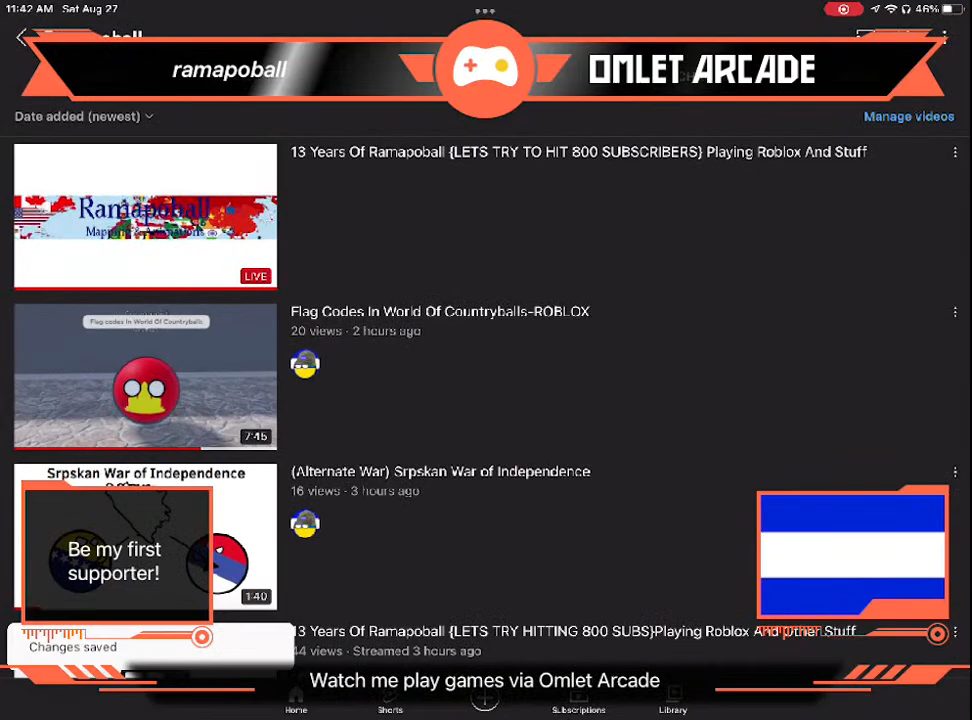 11:42 AM Sat Aug 27
46%
ramapoball
OMLET ARCADE
Date added (newest)
Manage videos
13 Years Of Ramapoball {LETS TRY TO HIT 800 SUBSCRIBERS} Playing Roblox And Stuff
Ramapoball
Mapping & Animations
LIVE
Flag Codes In World Of Countryballs-ROBLOX
20 views · 2 hours ago
Flag codes In World Of Countryballs
7:45
Srpskan War of Independence
(Alternate War) Srpskan War of Independence
16 views · 3 hours ago
Be my first
supporter!
1:40
13 Years Of Ramapoball {LETS TRY HITTING 800 SUBS}Playing Roblox And Other Stuff
44 views · Streamed 3 hours ago
Changes saved
Watch me play games via Omlet Arcade
Home
Shorts
Subscriptions
Library